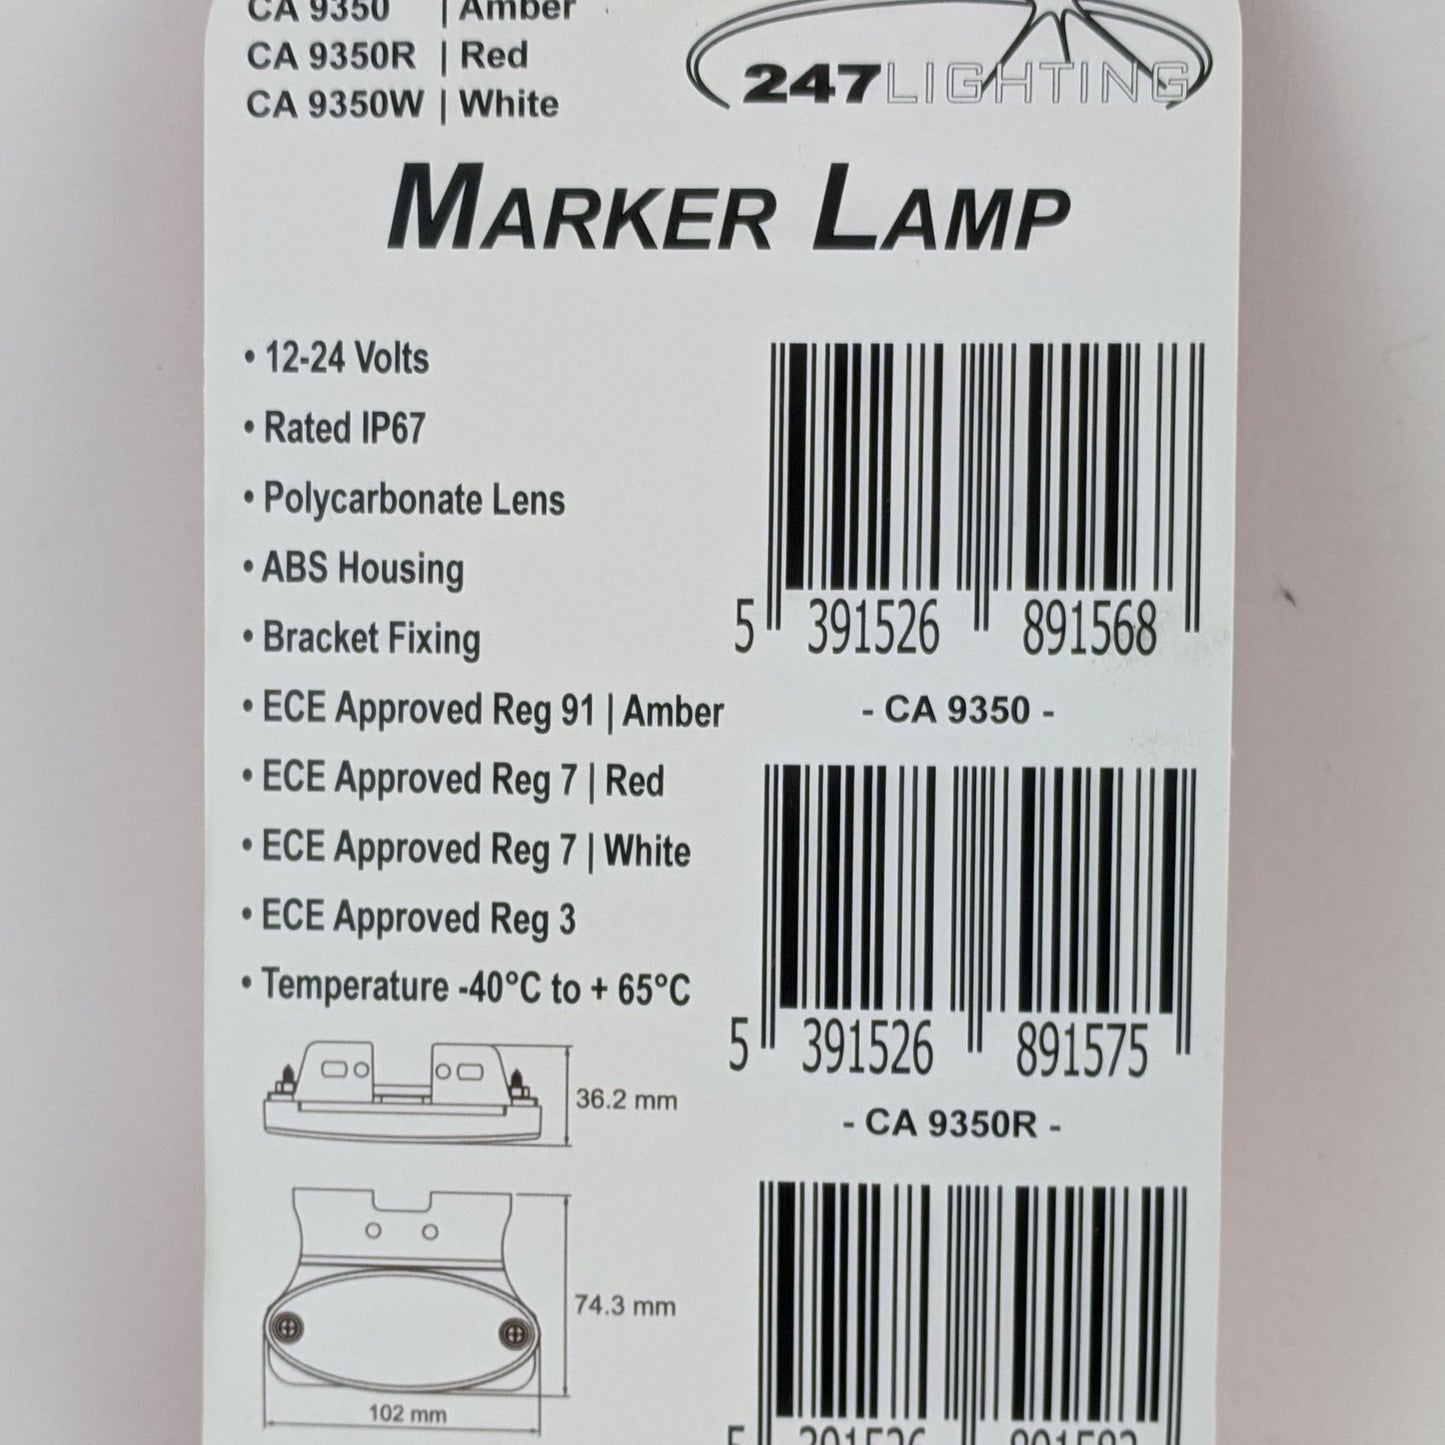 CA 9350 | Amber
CA 9350R | Red
CA 9350W | White
247LIGHTING
MARKER LAMP
• 12-24 Volts
• Rated IP67
• Polycarbonate Lens
• ABS Housing
• Bracket Fixing
• ECE Approved Reg 91 | Amber
• ECE Approved Reg 7 | Red
• ECE Approved Reg 7 | White
• ECE Approved Reg 3
• Temperature -40°C to + 65°C
36.2 mm
74.3 mm
102 mm
5 391526 891568
- CA 9350 -
5 391526 891575
- CA 9350R -
5 391526